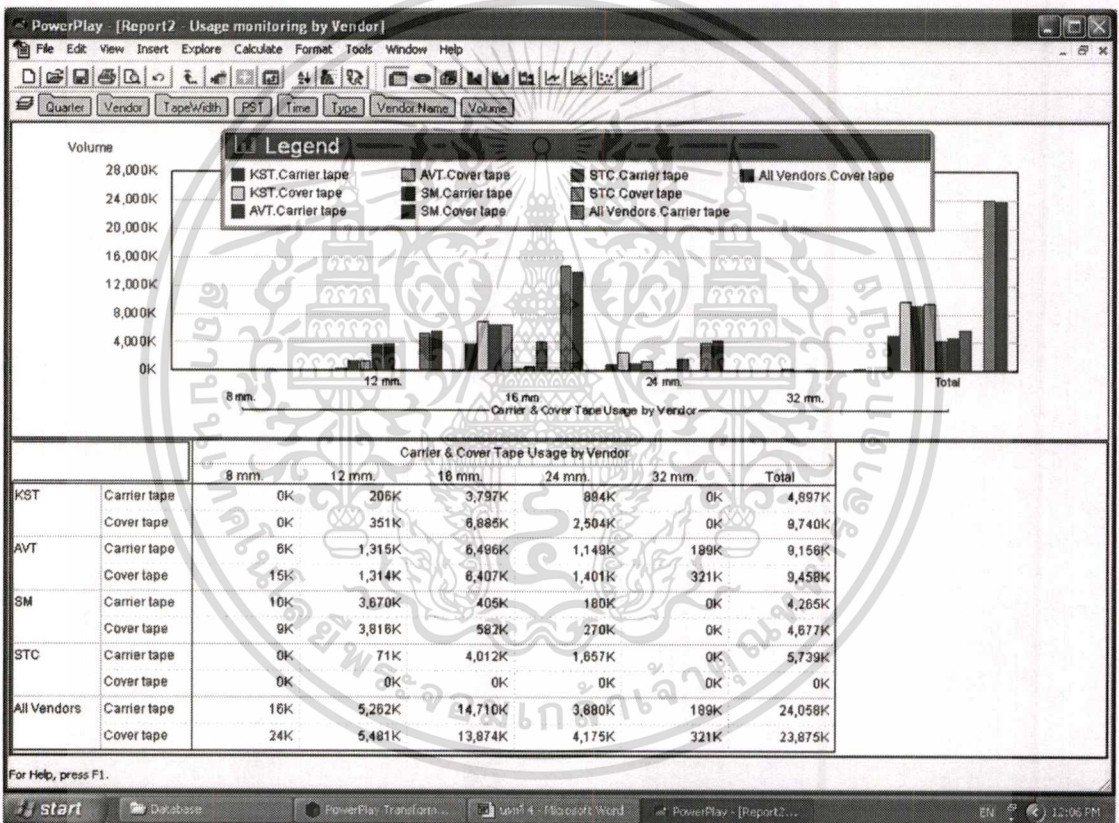 PowerPlay - [Report2 - Usage monitoring by Vendor]
File Edit View Insert Explore Calculate Format Tools Window Help
Quarter Vendor TapeWidth PST Time Type Vendor.Name Volume
Volume
Legend
KST.Carrier tape AVT.Cover tape STC.Carrier tape All Vendors.Cover tape
KST.Cover tape SM.Carrier tape STC.Cover tape
AVT.Carrier tape SM.Cover tape All Vendors.Carrier tape
28,000K
24,000K
20,000K
16,000K
12,000K
8,000K
4,000K
0K
8 mm. 12 mm. 16 mm 24 mm. 32 mm. Total
Carrier & Cover Tape Usage by Vendor
Carrier & Cover Tape Usage by Vendor
8 mm. 12 mm. 16 mm. 24 mm. 32 mm. Total
KST Carrier tape 0K 206K 3,797K 884K 0K 4,897K
Cover tape 0K 351K 6,885K 2,504K 0K 9,740K
AVT Carrier tape 6K 1,315K 6,496K 1,149K 189K 9,156K
Cover tape 15K 1,314K 6,407K 1,401K 321K 9,458K
SM Carrier tape 10K 3,670K 405K 180K 0K 4,265K
Cover tape 9K 3,816K 582K 270K 0K 4,677K
STC Carrier tape 0K 71K 4,012K 1,657K 0K 5,739K
Cover tape 0K 0K 0K 0K 0K 0K
All Vendors Carrier tape 16K 5,262K 14,710K 3,880K 189K 24,058K
Cover tape 24K 5,481K 13,874K 4,175K 321K 23,875K
For Help, press F1.
start Database PowerPlay Transform... บทที่ 4 - Microsoft Word PowerPlay - [Report2... EN 12:06 PM